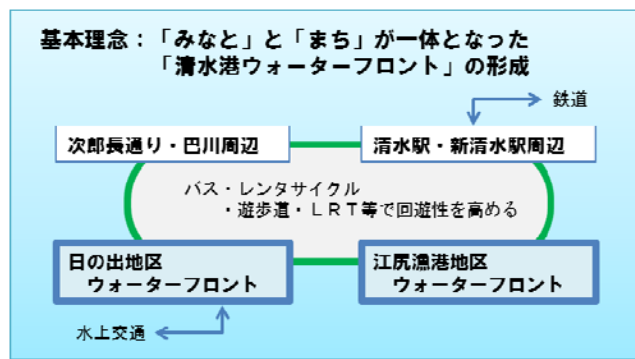 基本理念：「みなと」と「まち」が一体となった
「清水港ウォーターフロント」の形成
鉄道
次郎長通り・巴川周辺
清水駅・新清水駅周辺
バス・レンタサイクル
・遊歩道・ＬＲＴ等で回遊性を高める
日の出地区
ウォーターフロント
江尻漁港地区
ウォーターフロント
水上交通